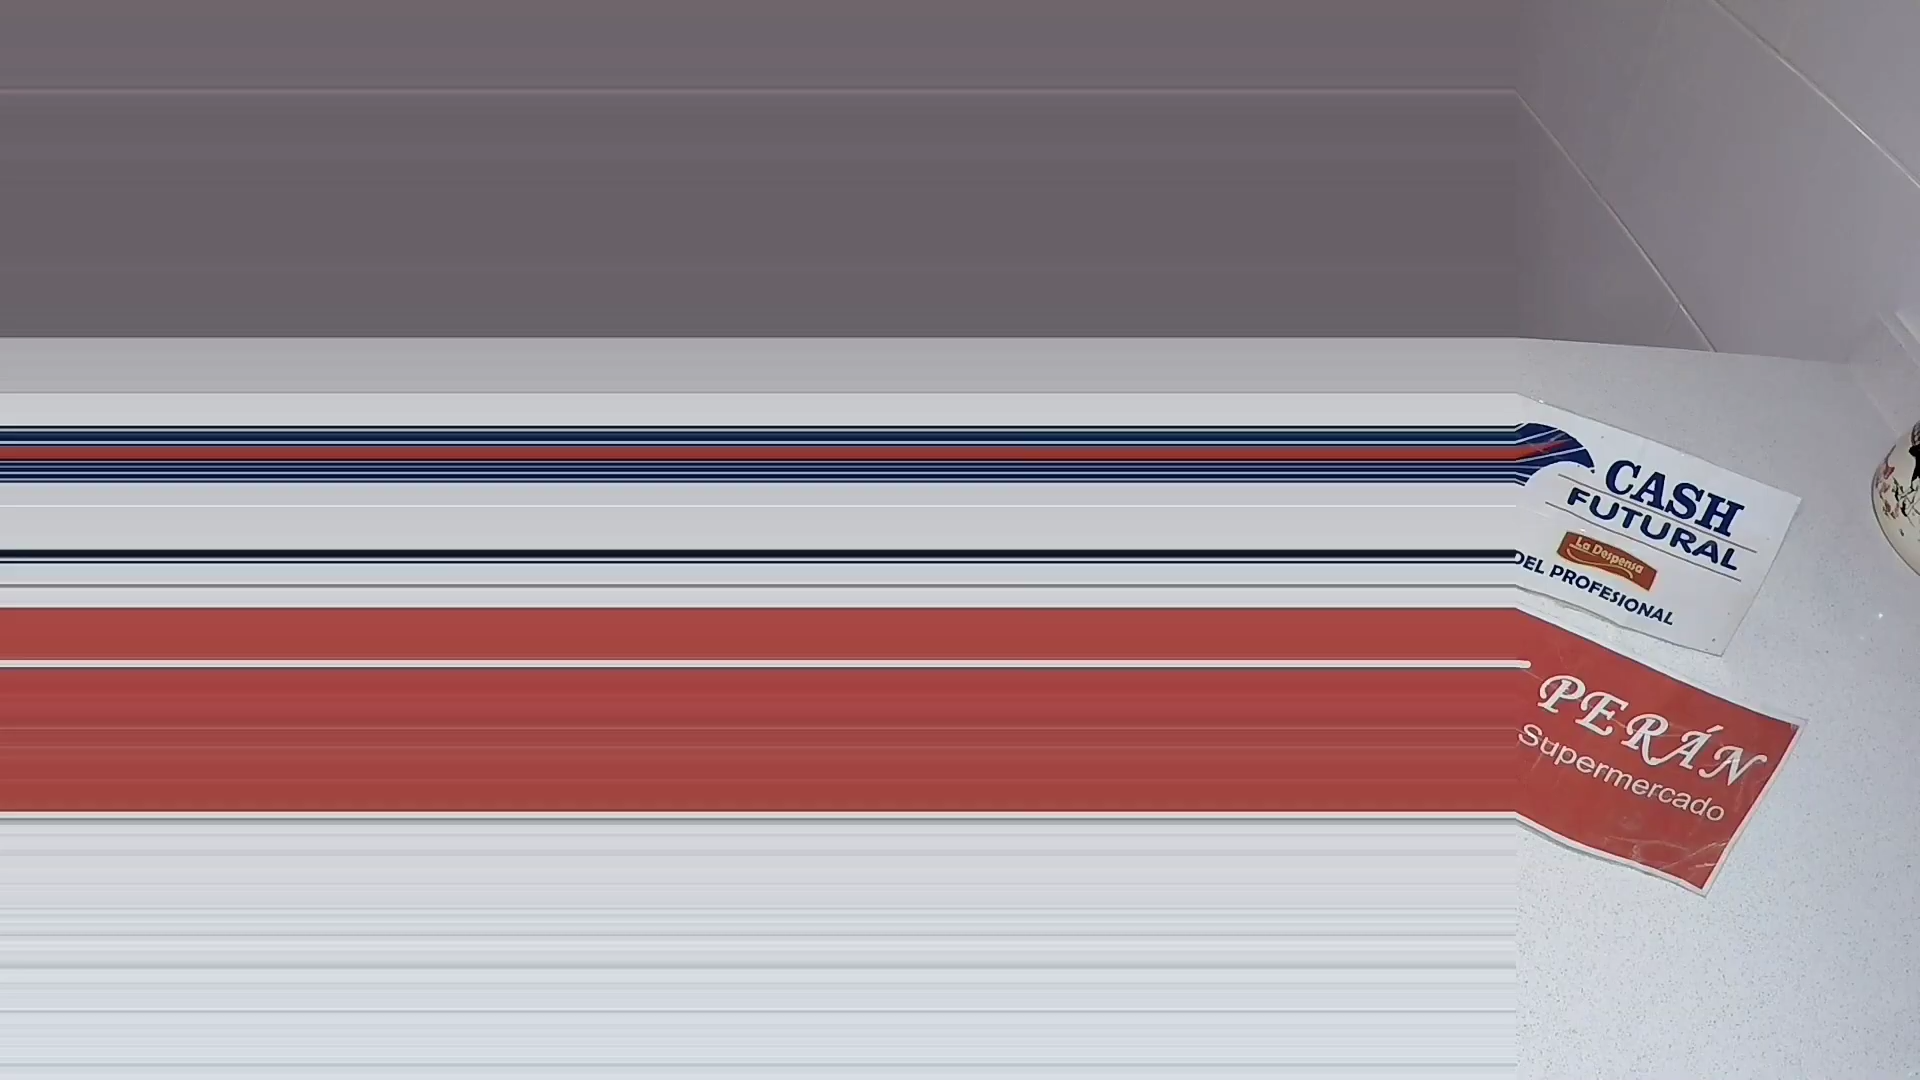 CASH
FUTURAL
La Despensa
DEL PROFESIONAL
PERÁN
Supermercado